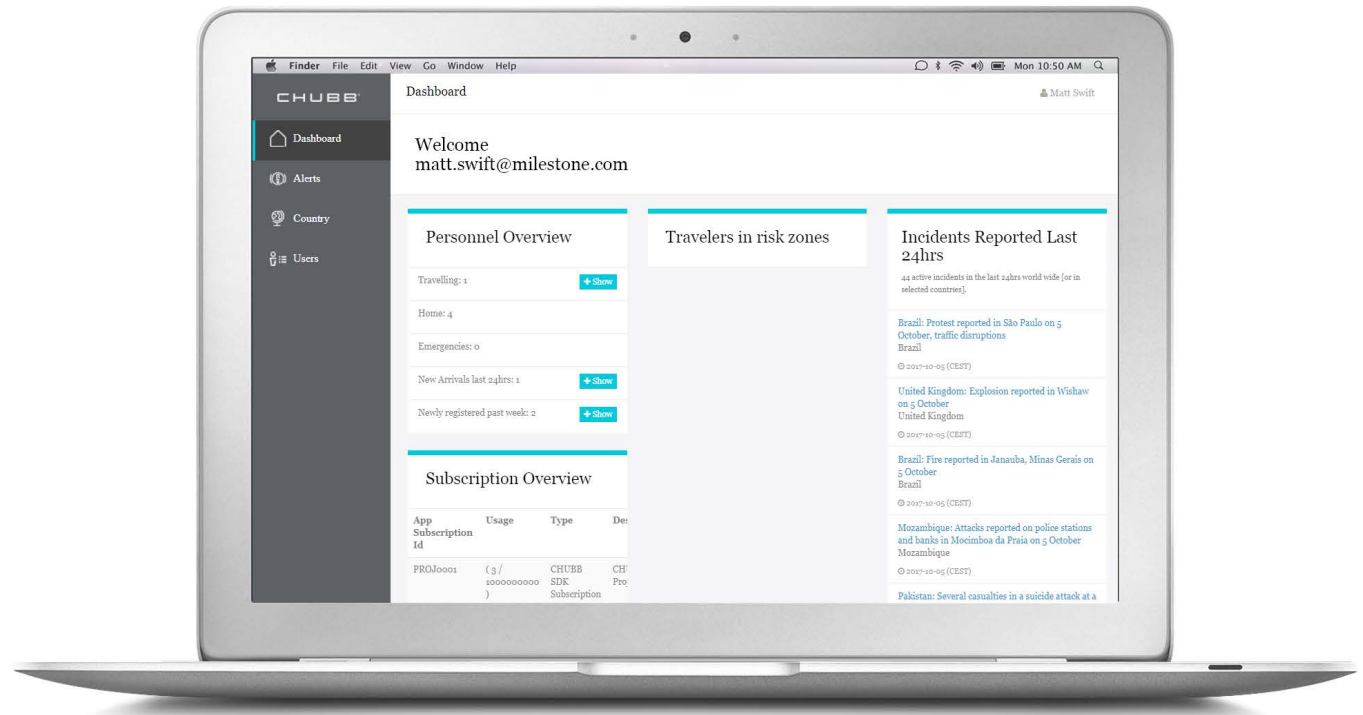 Finder File Edit View Go Window Help
Mon 10:50 AM
CHUBB
Dashboard
Matt Swift
Dashboard
Alerts
Country
Users
Welcome
matt.swift@milestone.com
Personnel Overview
Travelling: 1
+ Show
Home: 4
Emergencies: 0
New Arrivals last 24hrs: 1
+ Show
Newly registered past week: 2
+ Show
Subscription Overview
App
Subscription
Id
Usage
Type
Des
PROJ0001
( 3 /
1000000000
)
CHUBB
SDK
Subscription
CHU
Proj
Travelers in risk zones
Incidents Reported Last
24hrs
44 active incidents in the last 24hrs world wide [or in
selected countries].
Brazil: Protest reported in São Paulo on 5
October, traffic disruptions
Brazil
2017-10-05 (CEST)
United Kingdom: Explosion reported in Wishaw
on 5 October
United Kingdom
2017-10-05 (CEST)
Brazil: Fire reported in Janauba, Minas Gerais on
5 October
Brazil
2017-10-05 (CEST)
Mozambique: Attacks reported on police stations
and banks in Mocimboa da Praia on 5 October
Mozambique
2017-10-05 (CEST)
Pakistan: Several casualties in a suicide attack at a